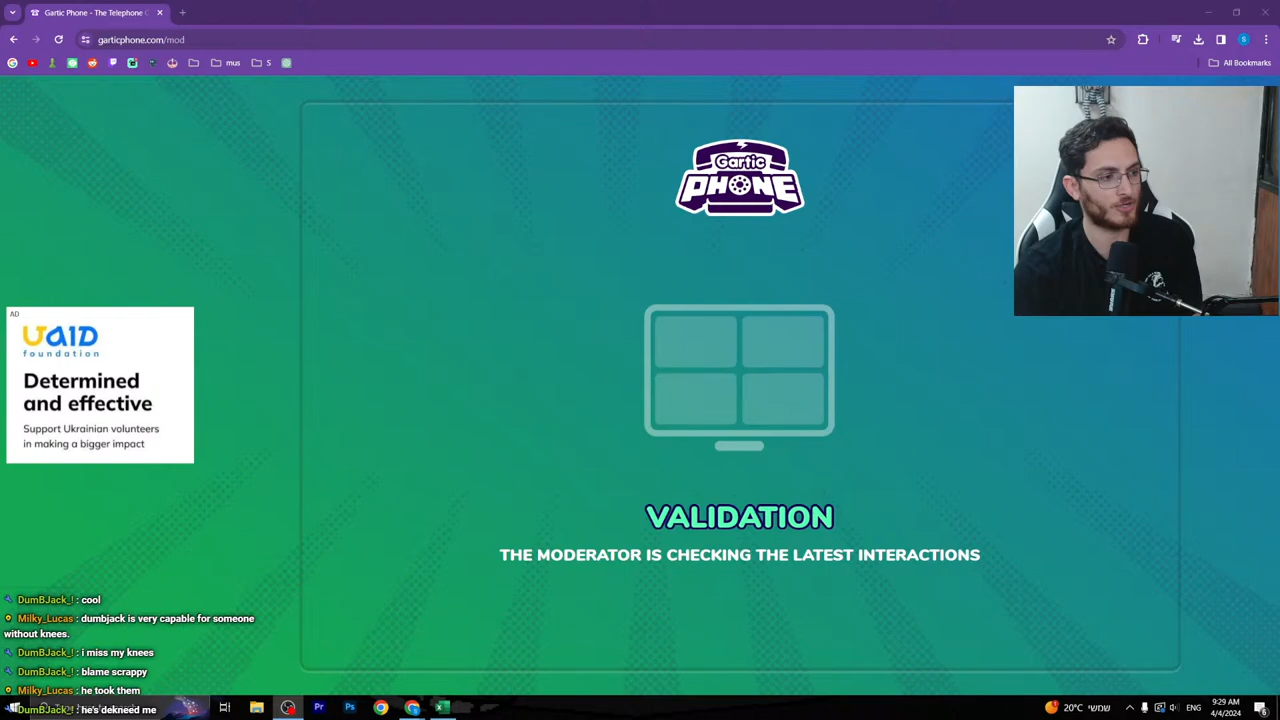 Gartic Phone - The Telephone
garticphone.com/mod
mus
S
All Bookmarks
Gartic
PHONE
AD
UAID
foundation
Determined
and effective
Support Ukrainian volunteers
in making a bigger impact
VALIDATION
THE MODERATOR IS CHECKING THE LATEST INTERACTIONS
DumBJack_! : cool
Milky_Lucas : dumbjack is very capable for someone
without knees.
DumBJack_! : i miss my knees
DumBJack_! : blame scrappy
Milky_Lucas : he took them
DumBJack_! : he's dekneed me
20°C שמשי
ENG
9:29 AM
4/4/2024
6